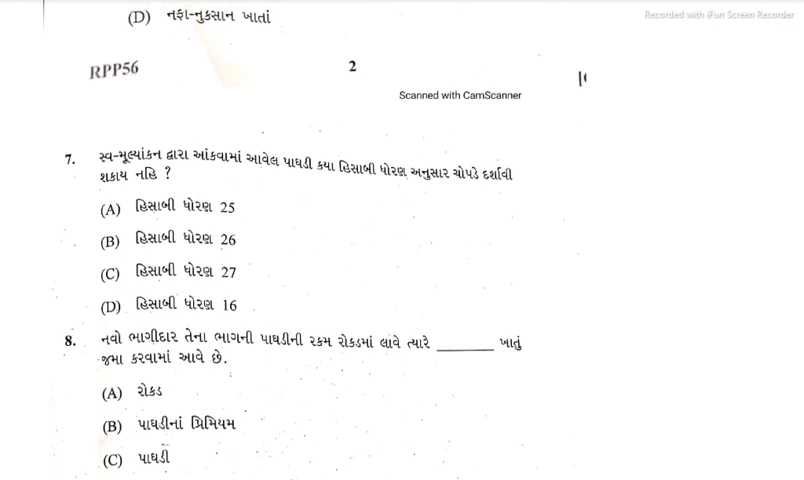 Recorded with iFun Screen Recorder
(D) નફા-નુકસાન ખાતાં
RPP56
2
Scanned with CamScanner
7. સ્વ-મૂલ્યાંકન દ્વારા આંકવામાં આવેલ પાઘડી કયા હિસાબી ધોરણ અનુસાર ચોપડે દર્શાવી
શકાય નહિ ?
(A) હિસાબી ધોરણ 25
(B) હિસાબી ધોરણ 26
(C) હિસાબી ધોરણ 27
(D) હિસાબી ધોરણ 16
8. નવો ભાગીદાર તેના ભાગની પાઘડીની રકમ રોકડમાં લાવે ત્યારે ________ ખાતું
જમા કરવામાં આવે છે.
(A) રોકડ
(B) પાઘડીનાં પ્રિમિયમ
(C) પાઘડી